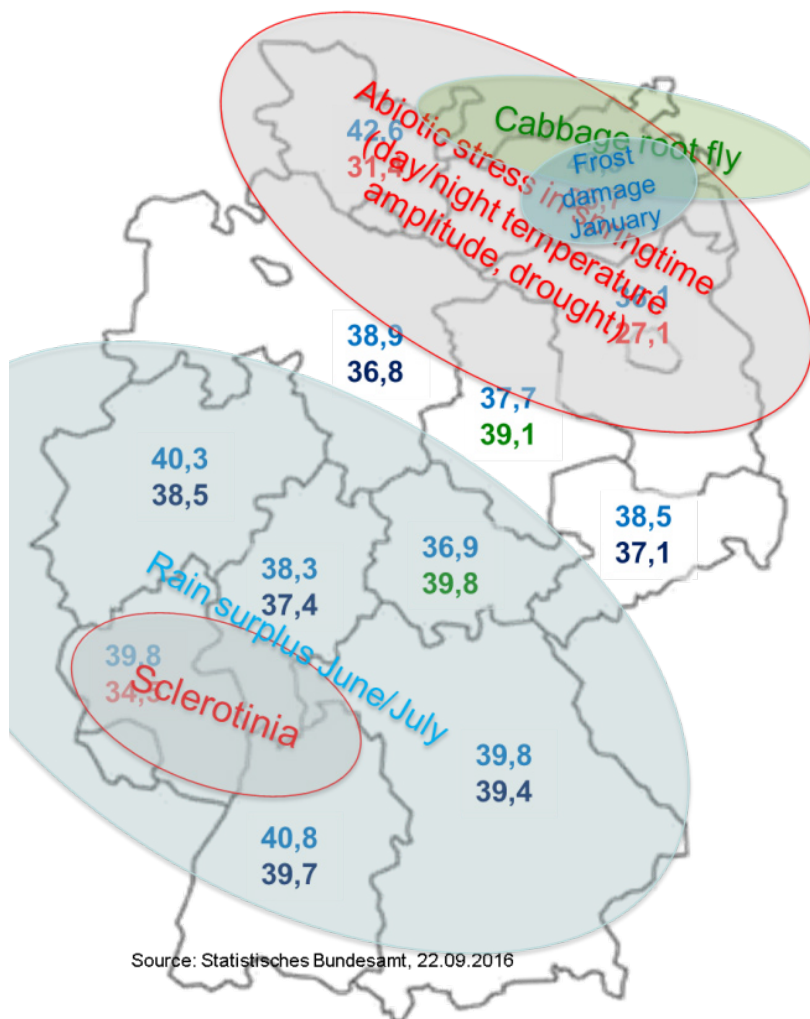 Cabbage root fly
Abiotic stress in springtime
(day/night temperature
amplitude, drought)
Frost
damage
January
42,6
31,4
27,1
38,9
36,8
37,7
39,1
40,3
38,5
38,5
37,1
36,9
39,8
38,3
37,4
Rain surplus June/July
39,8
Sclerotinia
39,8
39,4
40,8
39,7
Source: Statistisches Bundesamt, 22.09.2016